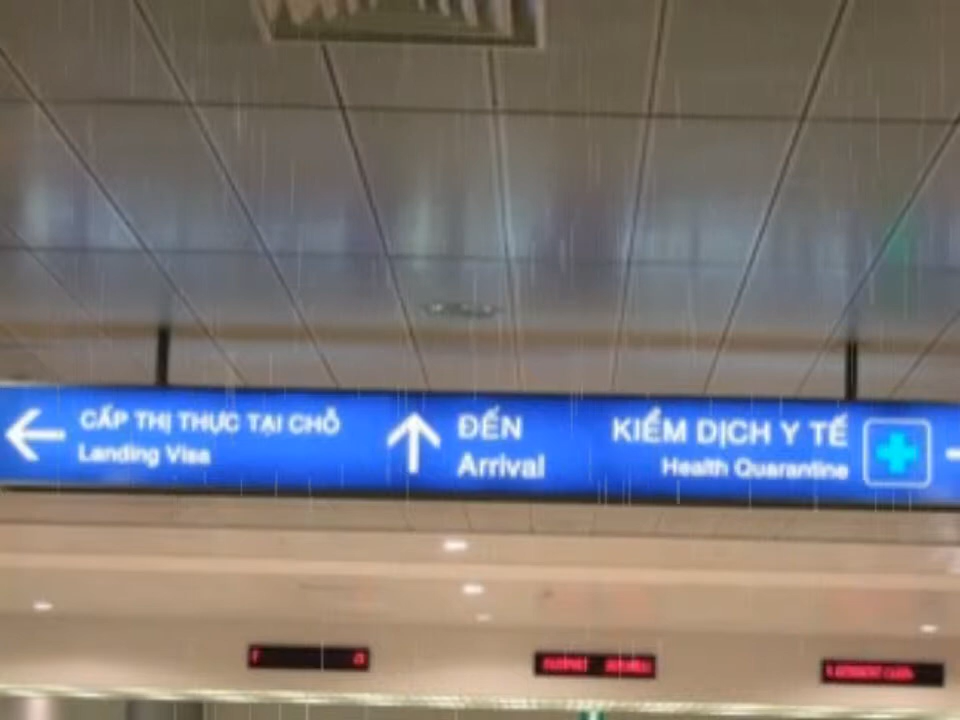 CẤP THỊ THỰC TẠI CHỖ
Landing Visa
ĐẾN
Arrival
KIỂM DỊCH Y TẾ
Health Quarantine